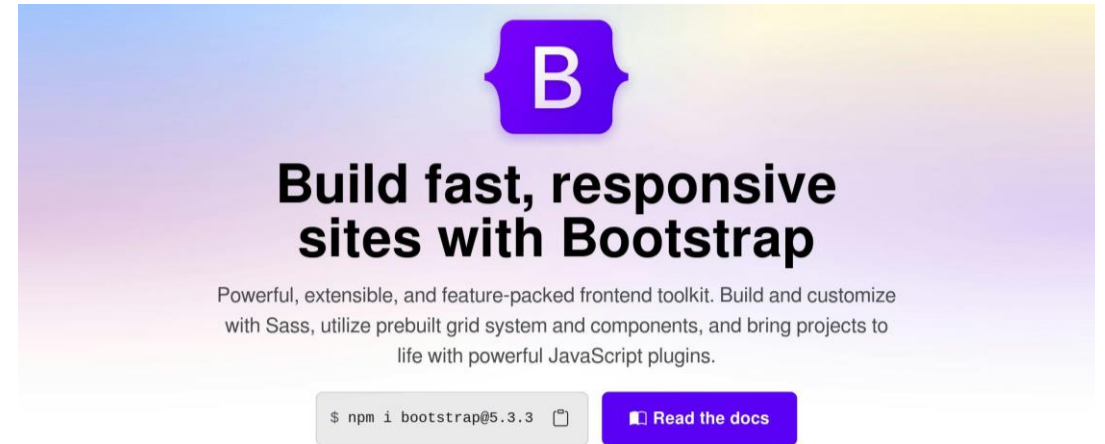 B
Build fast, responsive
sites with Bootstrap
Powerful, extensible, and feature-packed frontend toolkit. Build and customize
with Sass, utilize prebuilt grid system and components, and bring projects to
life with powerful JavaScript plugins.
$ npm i bootstrap@5.3.3
Read the docs